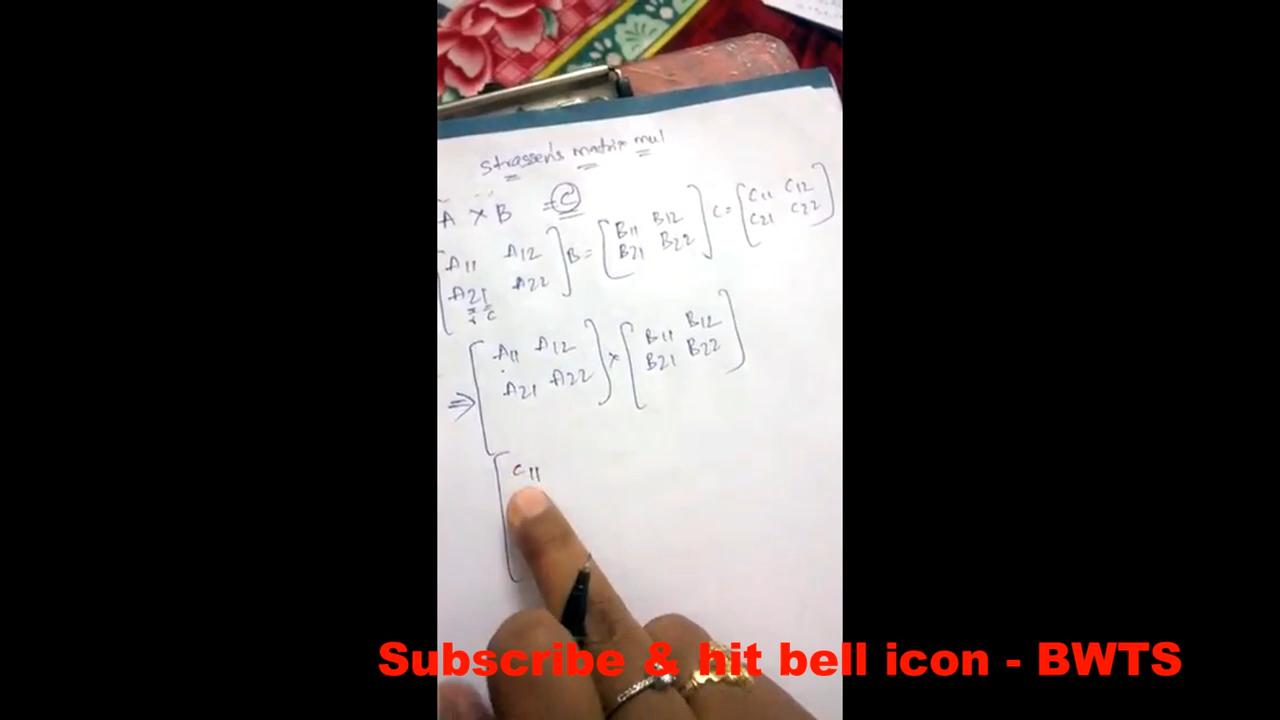 strassen's matrix mul
A × B = C
[A11 A12
A21 A22] B = [B11 B12
B21 B22] C = [C11 C12
C21 C22]
r c
⇒ [A11 A12
A21 A22] × [B11 B12
B21 B22]
[C11
Subscribe & hit bell icon - BWTS